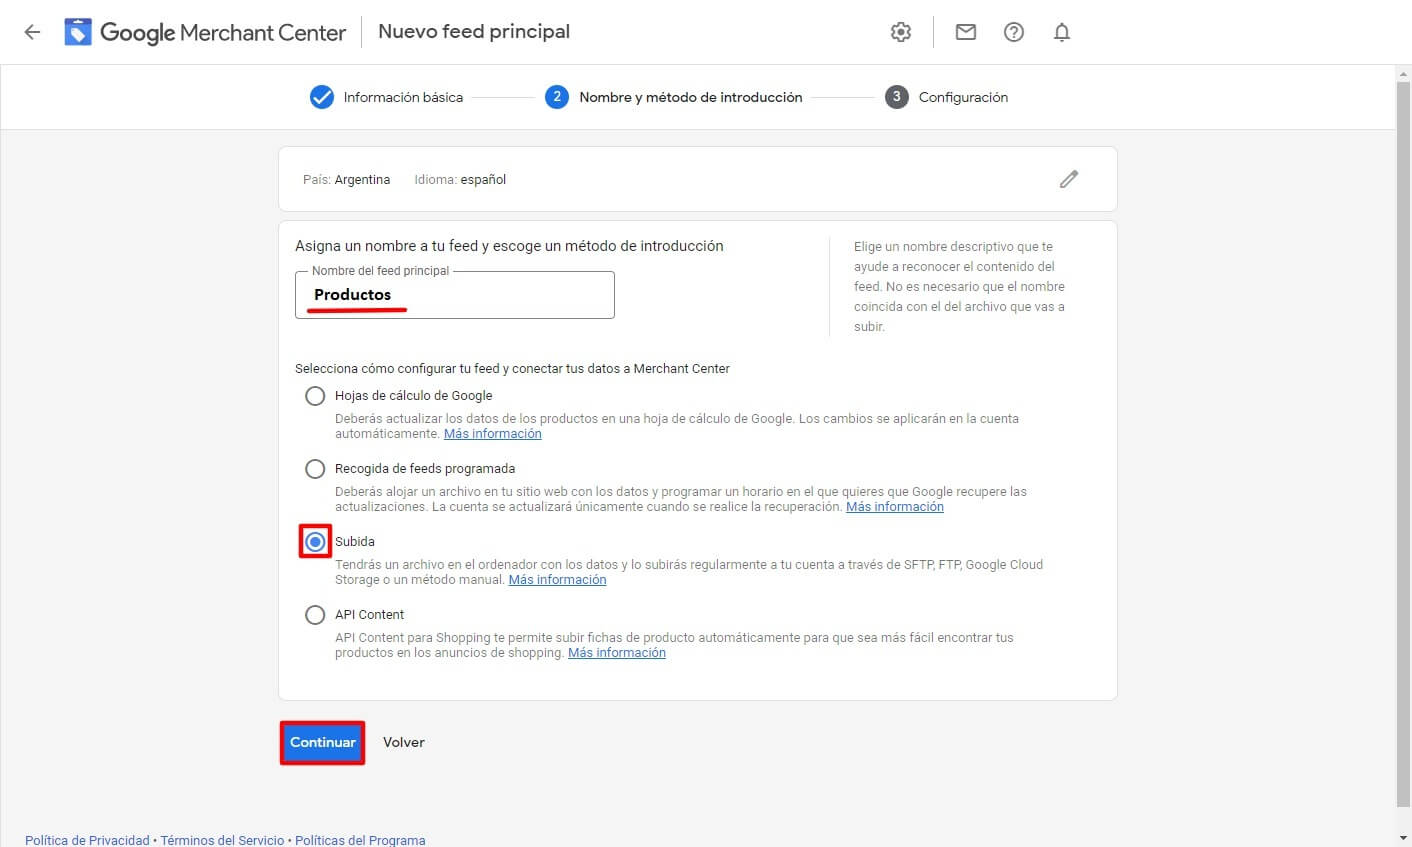 Google Merchant Center
Nuevo feed principal
Información básica
2 Nombre y método de introducción
3 Configuración
País: Argentina Idioma: español
Asigna un nombre a tu feed y escoge un método de introducción
Nombre del feed principal
Productos
Elige un nombre descriptivo que te
ayude a reconocer el contenido del
feed. No es necesario que el nombre
coincida con el del archivo que vas a
subir.
Selecciona cómo configurar tu feed y conectar tus datos a Merchant Center
Hojas de cálculo de Google
Deberás actualizar los datos de los productos en una hoja de cálculo de Google. Los cambios se aplicarán en la cuenta
automáticamente. Más información
Recogida de feeds programada
Deberás alojar un archivo en tu sitio web con los datos y programar un horario en el que quieres que Google recupere las
actualizaciones. La cuenta se actualizará únicamente cuando se realice la recuperación. Más información
Subida
Tendrás un archivo en el ordenador con los datos y lo subirás regularmente a tu cuenta a través de SFTP, FTP, Google Cloud
Storage o un método manual. Más información
API Content
API Content para Shopping te permite subir fichas de producto automáticamente para que sea más fácil encontrar tus
productos en los anuncios de shopping. Más información
Continuar
Volver
Política de Privacidad • Términos del Servicio • Políticas del Programa